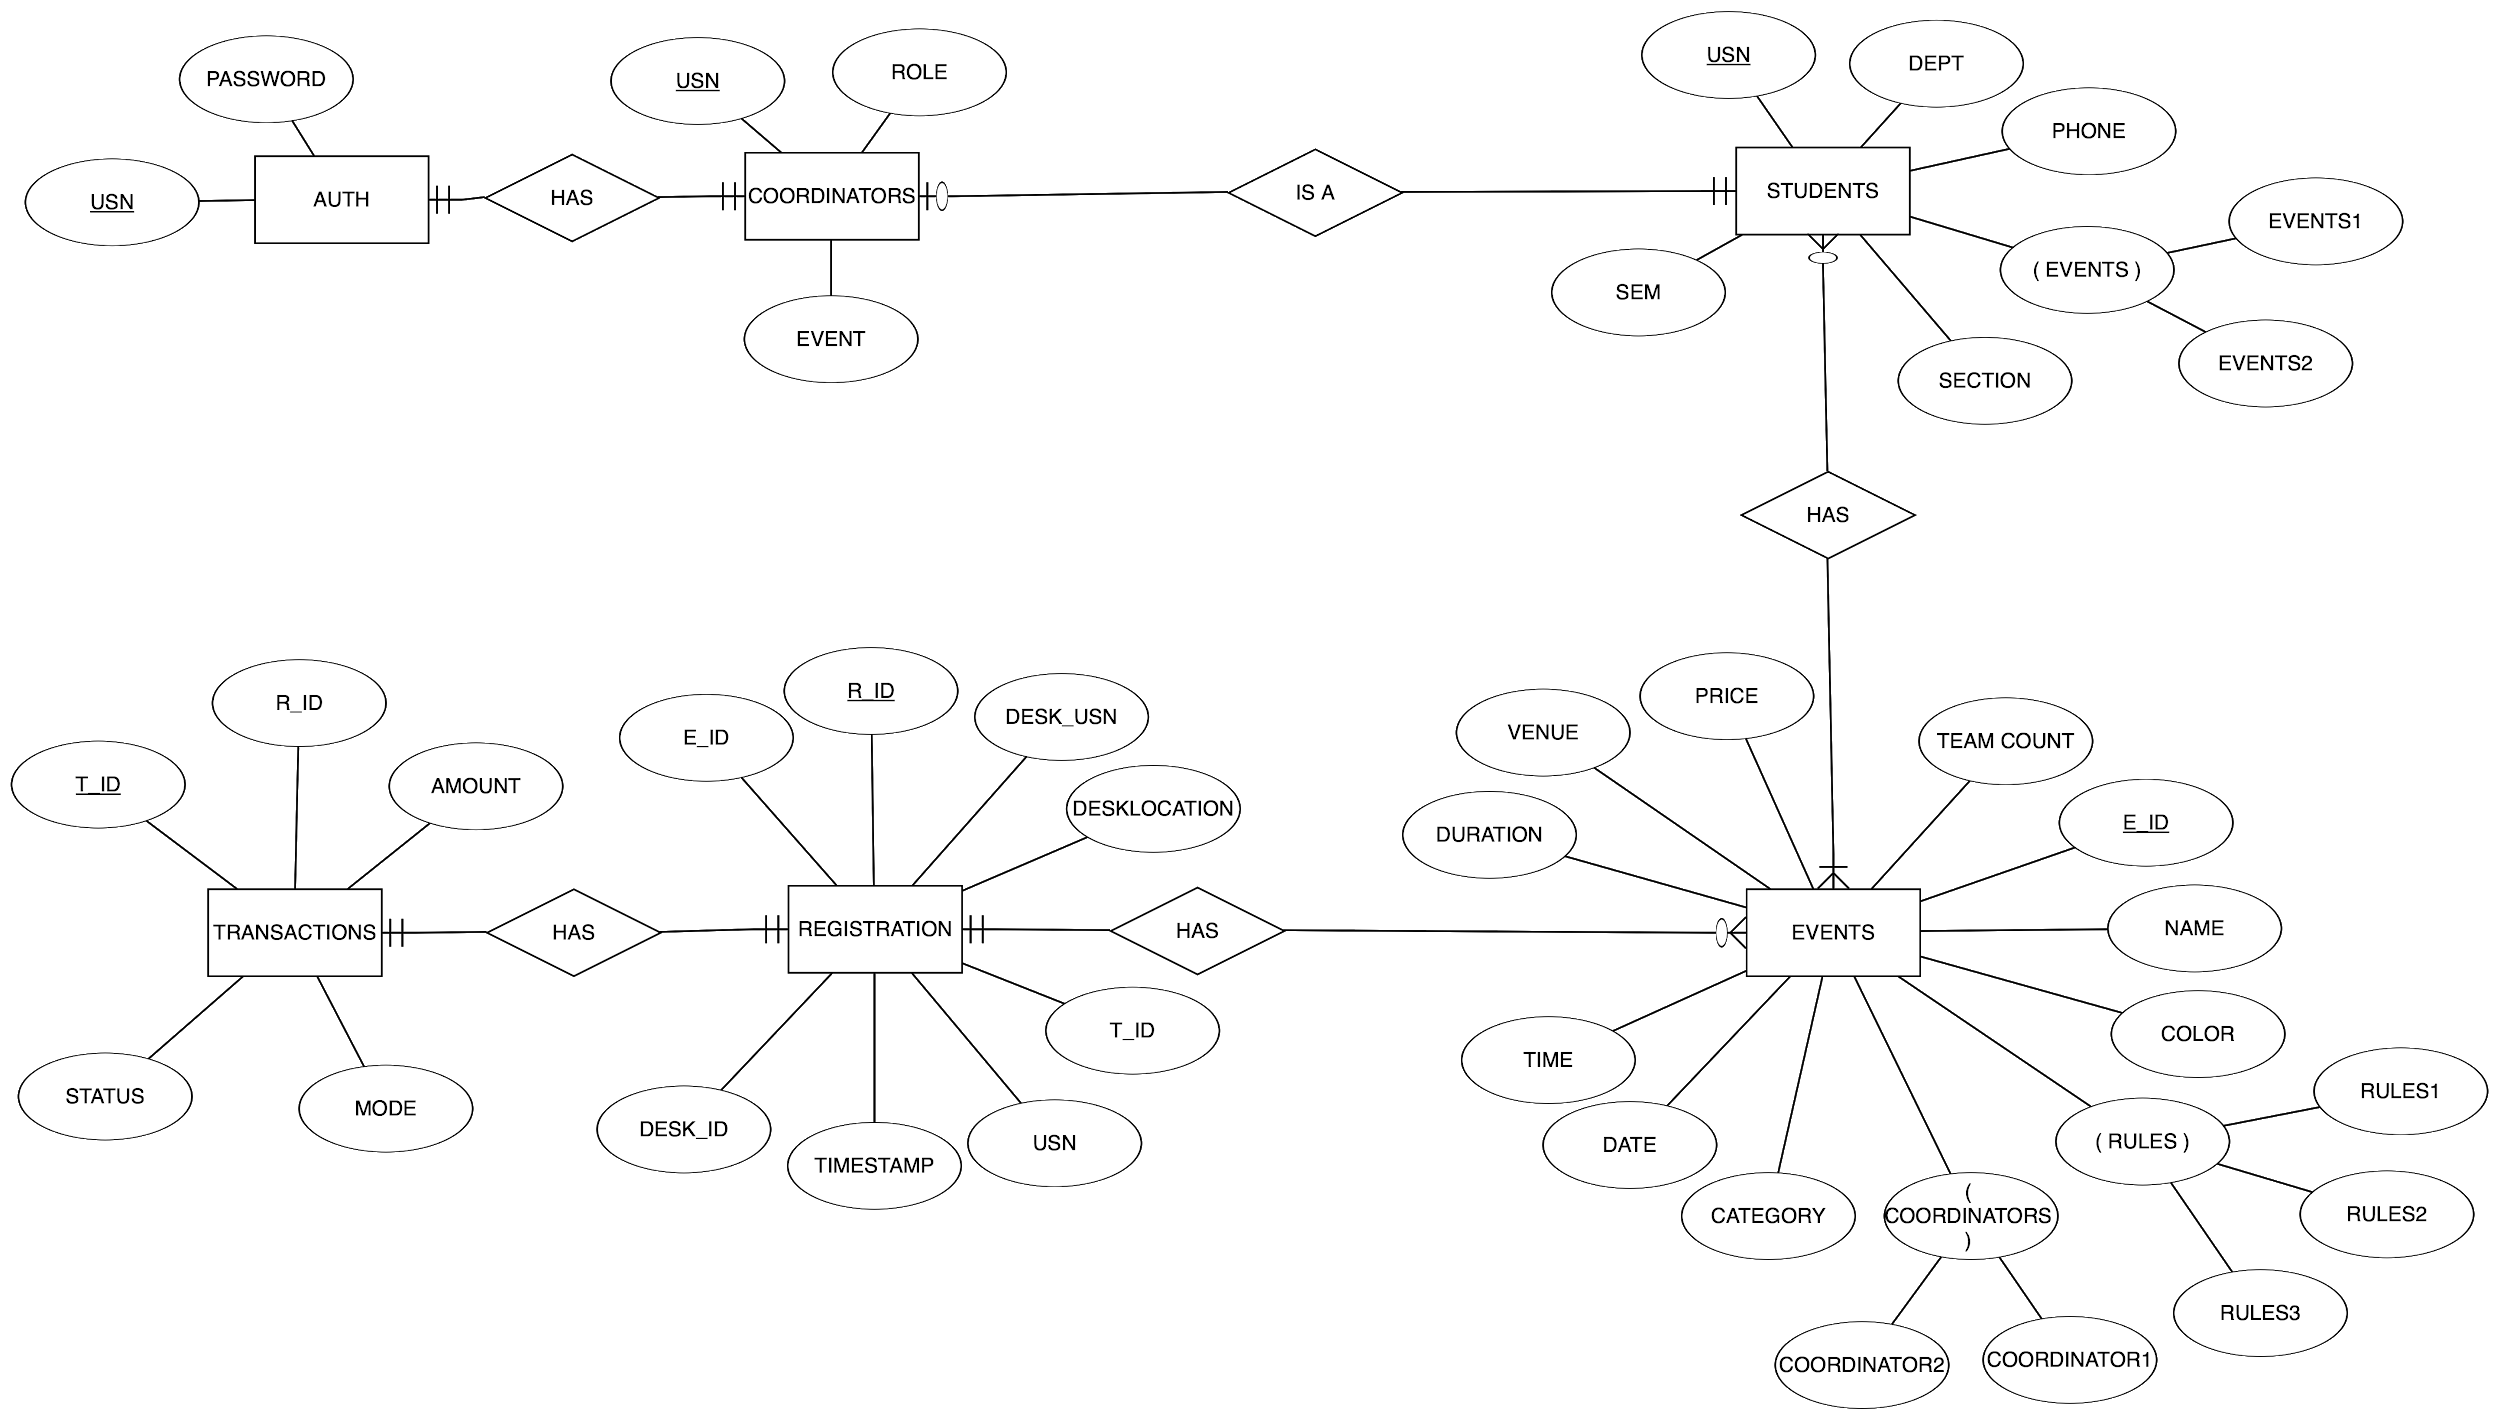 PASSWORD
USN
AUTH
HAS
USN
ROLE
COORDINATORS
EVENT
IS A
USN
DEPT
PHONE
STUDENTS
EVENTS1
( EVENTS )
EVENTS2
SEM
SECTION
HAS
R_ID
T_ID
AMOUNT
TRANSACTIONS
STATUS
MODE
HAS
E_ID
R_ID
DESK_USN
DESKLOCATION
REGISTRATION
T_ID
DESK_ID
TIMESTAMP
USN
HAS
PRICE
VENUE
TEAM COUNT
DURATION
E_ID
EVENTS
NAME
COLOR
TIME
DATE
CATEGORY
(
COORDINATORS
)
COORDINATOR2
COORDINATOR1
( RULES )
RULES1
RULES2
RULES3